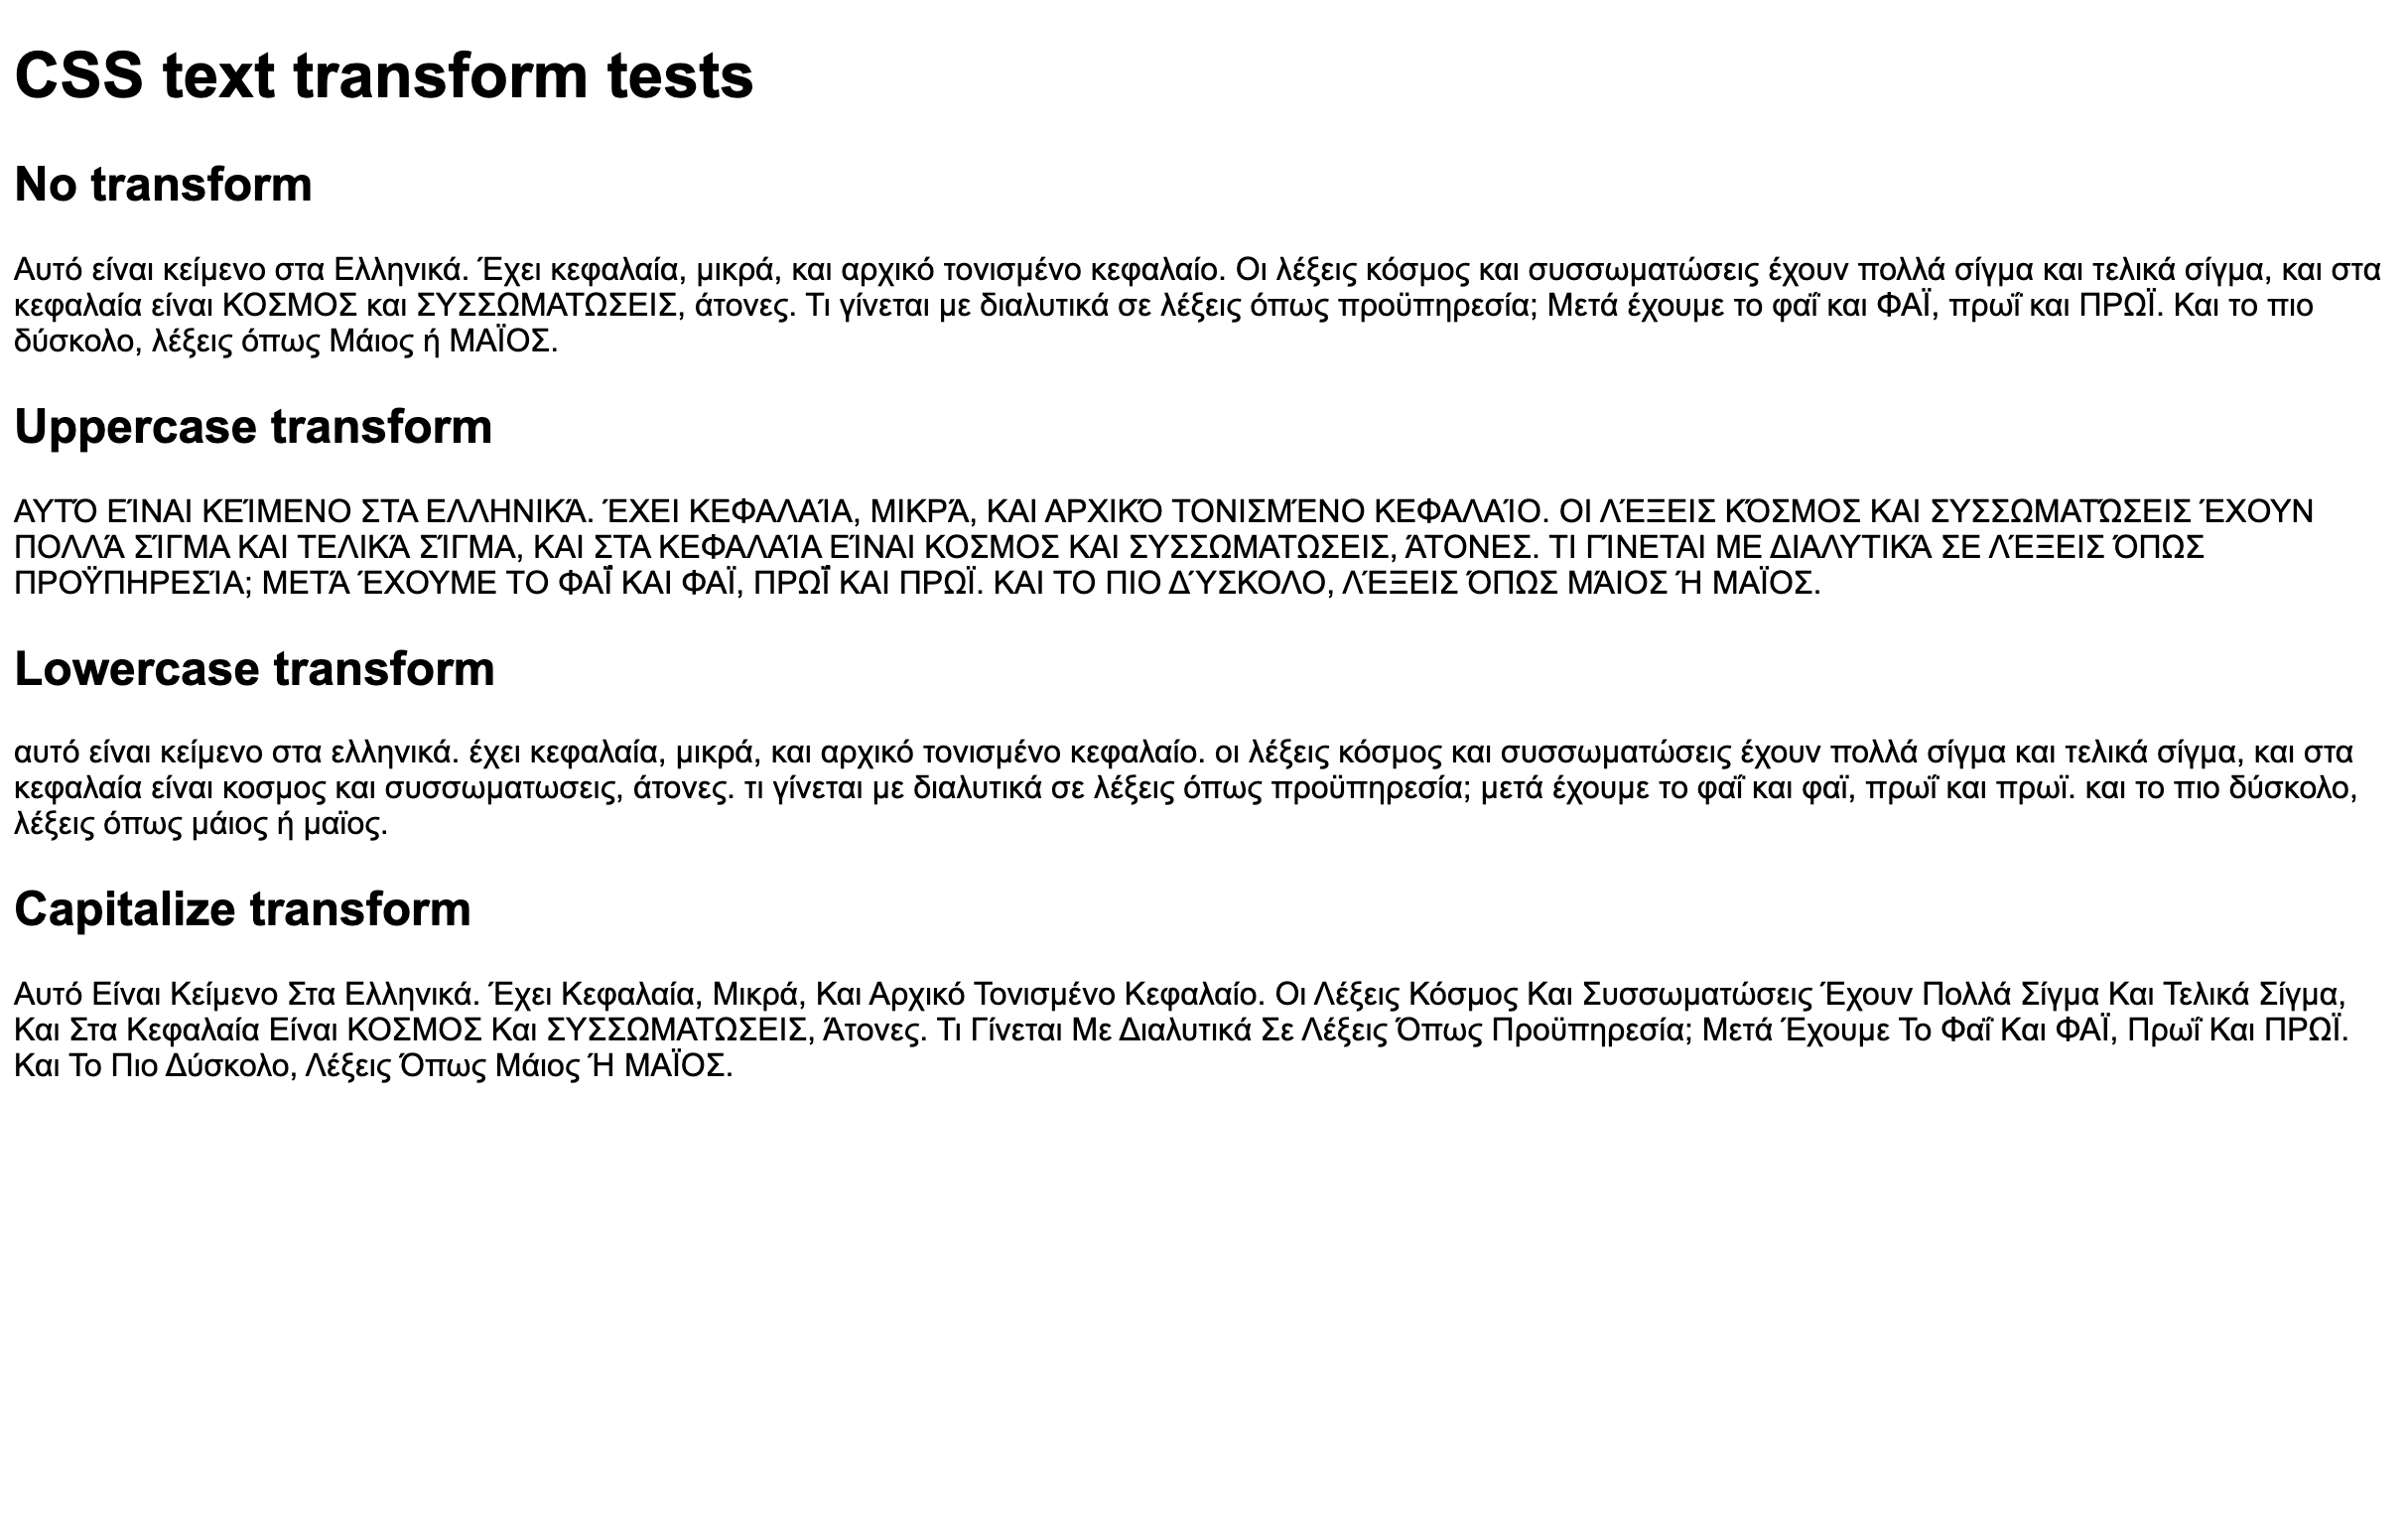 CSS text transform tests
No transform
Αυτό είναι κείμενο στα Ελληνικά. Έχει κεφαλαία, μικρά, και αρχικό τονισμένο κεφαλαίο. Οι λέξεις κόσμος και συσσωματώσεις έχουν πολλά σίγμα και τελικά σίγμα, και στα
κεφαλαία είναι ΚΟΣΜΟΣ και ΣΥΣΣΩΜΑΤΩΣΕΙΣ, άτονες. Τι γίνεται με διαλυτικά σε λέξεις όπως προϋπηρεσία; Μετά έχουμε το φαΐ και ΦΑΪ, πρωΐ και ΠΡΩΪ. Και το πιο
δύσκολο, λέξεις όπως Μάιος ή ΜΑΪΟΣ.
Uppercase transform
ΑΥΤΌ ΕΊΝΑΙ ΚΕΊΜΕΝΟ ΣΤΑ ΕΛΛΗΝΙΚΆ. ΈΧΕΙ ΚΕΦΑΛΑΊΑ, ΜΙΚΡΆ, ΚΑΙ ΑΡΧΙΚΌ ΤΟΝΙΣΜΈΝΟ ΚΕΦΑΛΑΊΟ. ΟΙ ΛΈΞΕΙΣ ΚΌΣΜΟΣ ΚΑΙ ΣΥΣΣΩΜΑΤΏΣΕΙΣ ΈΧΟΥΝ
ΠΟΛΛΆ ΣΊΓΜΑ ΚΑΙ ΤΕΛΙΚΆ ΣΊΓΜΑ, ΚΑΙ ΣΤΑ ΚΕΦΑΛΑΊΑ ΕΊΝΑΙ ΚΟΣΜΟΣ ΚΑΙ ΣΥΣΣΩΜΑΤΩΣΕΙΣ, ΆΤΟΝΕΣ. ΤΙ ΓΊΝΕΤΑΙ ΜΕ ΔΙΑΛΥΤΙΚΆ ΣΕ ΛΈΞΕΙΣ ΌΠΩΣ
ΠΡΟΫΠΗΡΕΣΊΑ; ΜΕΤΆ ΈΧΟΥΜΕ ΤΟ ΦΑΪ́ ΚΑΙ ΦΑΪ, ΠΡΩΪ́ ΚΑΙ ΠΡΩΪ. ΚΑΙ ΤΟ ΠΙΟ ΔΎΣΚΟΛΟ, ΛΈΞΕΙΣ ΌΠΩΣ ΜΆΙΟΣ Ή ΜΑΪΟΣ.
Lowercase transform
αυτό είναι κείμενο στα ελληνικά. έχει κεφαλαία, μικρά, και αρχικό τονισμένο κεφαλαίο. οι λέξεις κόσμος και συσσωματώσεις έχουν πολλά σίγμα και τελικά σίγμα, και στα
κεφαλαία είναι κοσμος και συσσωματωσεις, άτονες. τι γίνεται με διαλυτικά σε λέξεις όπως προϋπηρεσία; μετά έχουμε το φαΐ και φαϊ, πρωΐ και πρωϊ. και το πιο δύσκολο,
λέξεις όπως μάιος ή μαϊος.
Capitalize transform
Αυτό Είναι Κείμενο Στα Ελληνικά. Έχει Κεφαλαία, Μικρά, Και Αρχικό Τονισμένο Κεφαλαίο. Οι Λέξεις Κόσμος Και Συσσωματώσεις Έχουν Πολλά Σίγμα Και Τελικά Σίγμα,
Και Στα Κεφαλαία Είναι ΚΟΣΜΟΣ Και ΣΥΣΣΩΜΑΤΩΣΕΙΣ, Άτονες. Τι Γίνεται Με Διαλυτικά Σε Λέξεις Όπως Προϋπηρεσία; Μετά Έχουμε Το Φαΐ Και ΦΑΪ, Πρωΐ Και ΠΡΩΪ.
Και Το Πιο Δύσκολο, Λέξεις Όπως Μάιος Ή ΜΑΪΟΣ.